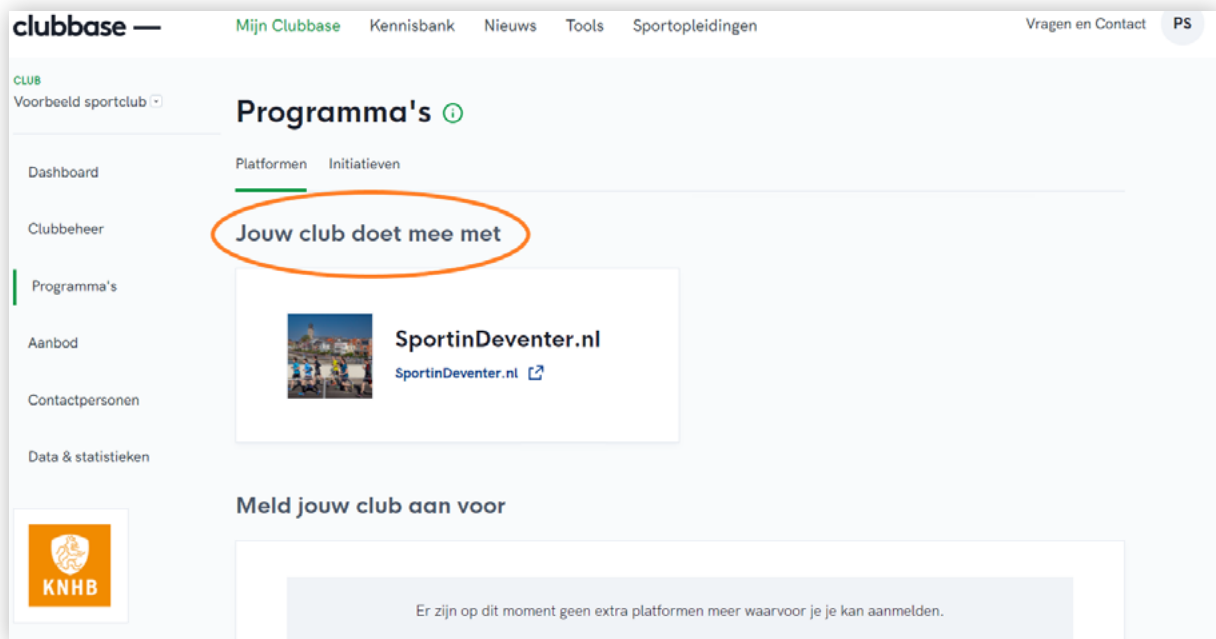 clubbase —
Mijn Clubbase Kennisbank Nieuws Tools Sportopleidingen Vragen en Contact PS
CLUB
Voorbeeld sportclub
Programma's
Platformen Initiatieven
Dashboard
Clubbeheer
Programma's
Aanbod
Contactpersonen
Data & statistieken
KNHB
Jouw club doet mee met
SportinDeventer.nl
SportinDeventer.nl
Meld jouw club aan voor
Er zijn op dit moment geen extra platformen meer waarvoor je je kan aanmelden.